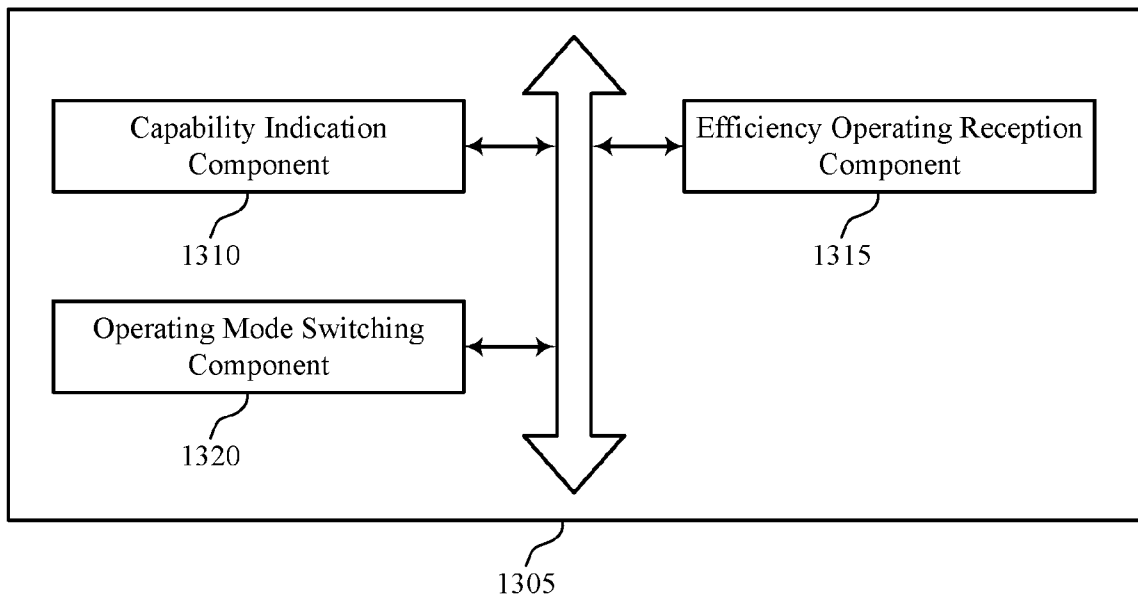 Capability Indication
Component
1310
Efficiency Operating Reception
Component
1315
Operating Mode Switching
Component
1320
1305